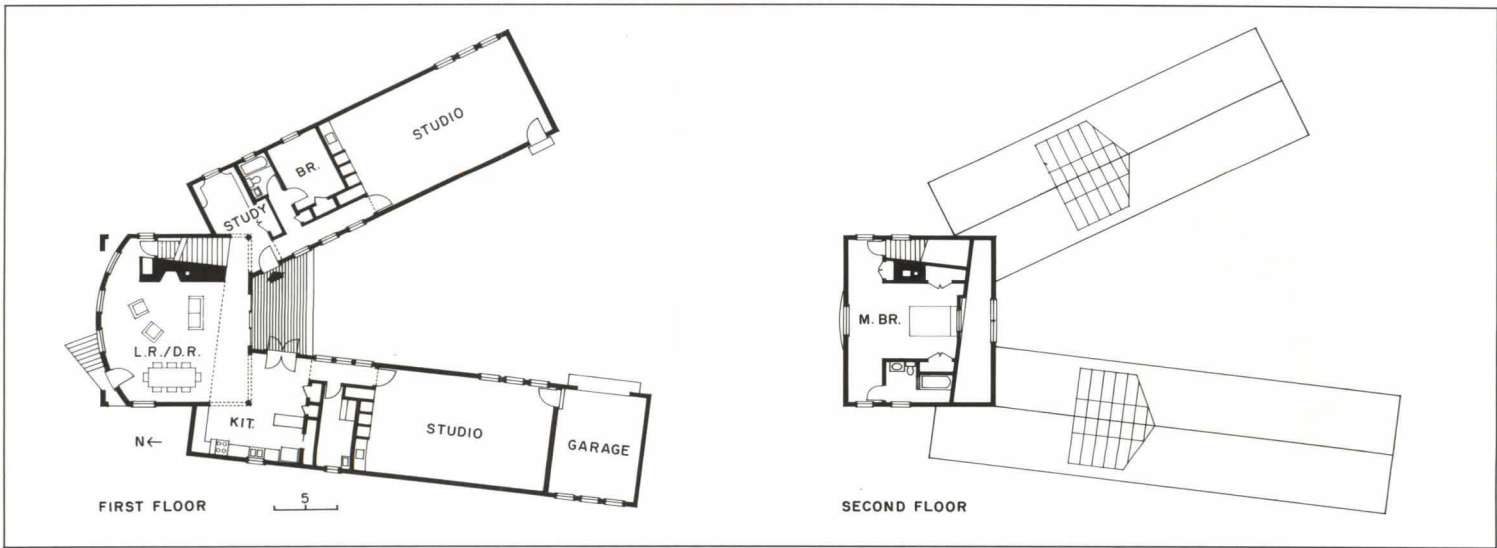 STUDIO
BR.
STUDY
L.R./D.R.
KIT.
STUDIO
GARAGE
N←
5
FIRST FLOOR
M. BR.
SECOND FLOOR